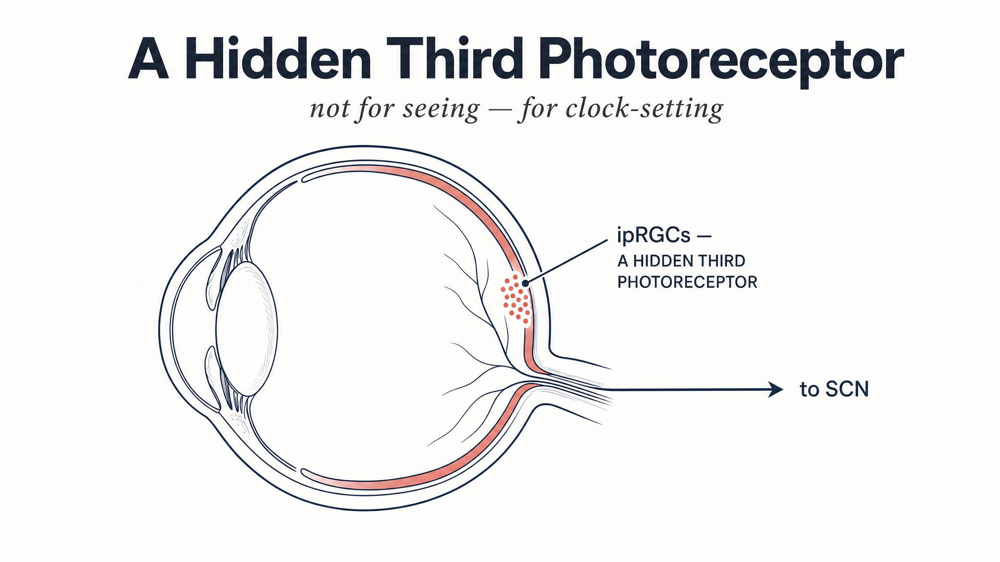 A Hidden Third Photoreceptor
not for seeing — for clock-setting
ipRGCs —
A HIDDEN THIRD
PHOTORECEPTOR
to SCN